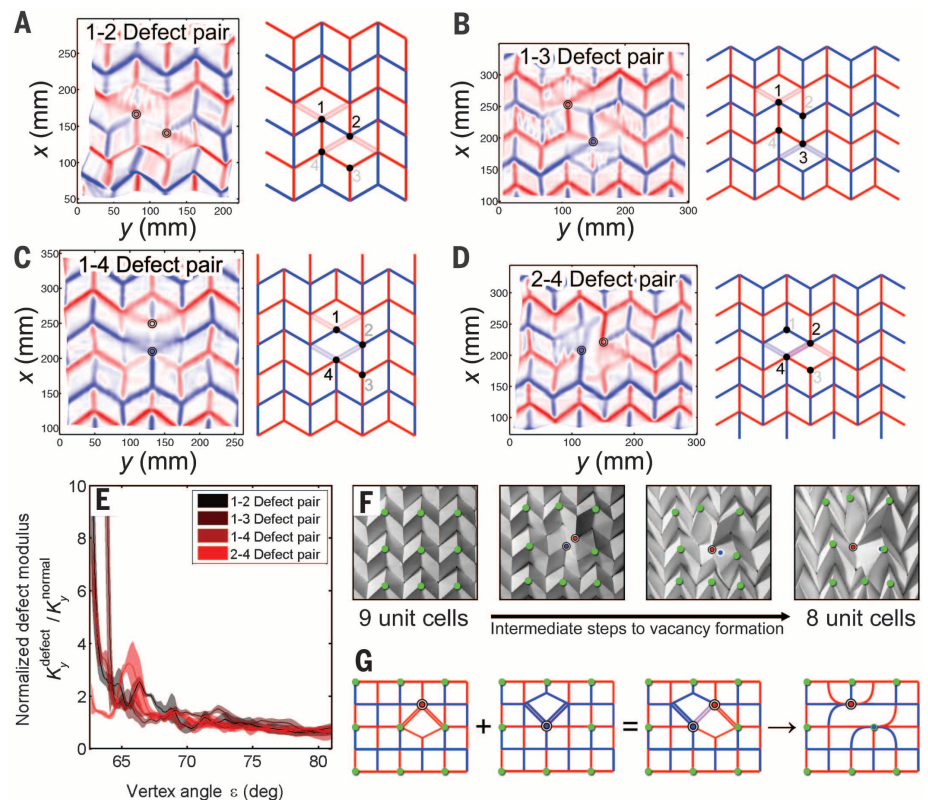 A
1-2 Defect pair
x (mm)
250
200
150
100
50
0
50
100
150
200
y (mm)
1
2
3
4
B
1-3 Defect pair
x (mm)
350
300
250
200
150
100
0
100
200
300
y (mm)
1
2
3
4
C
1-4 Defect pair
x (mm)
350
300
250
200
150
100
0
50
100
150
200
250
y (mm)
1
2
3
4
D
2-4 Defect pair
x (mm)
300
250
200
150
100
0
100
200
300
y (mm)
1
2
3
4
E
Normalized defect modulus
K_y^defect / K_y^normal
10
8
6
4
2
0
65
70
75
80
Vertex angle ε (deg)
1-2 Defect pair
1-3 Defect pair
1-4 Defect pair
2-4 Defect pair
F
9 unit cells
Intermediate steps to vacancy formation
8 unit cells
G
+
=
→